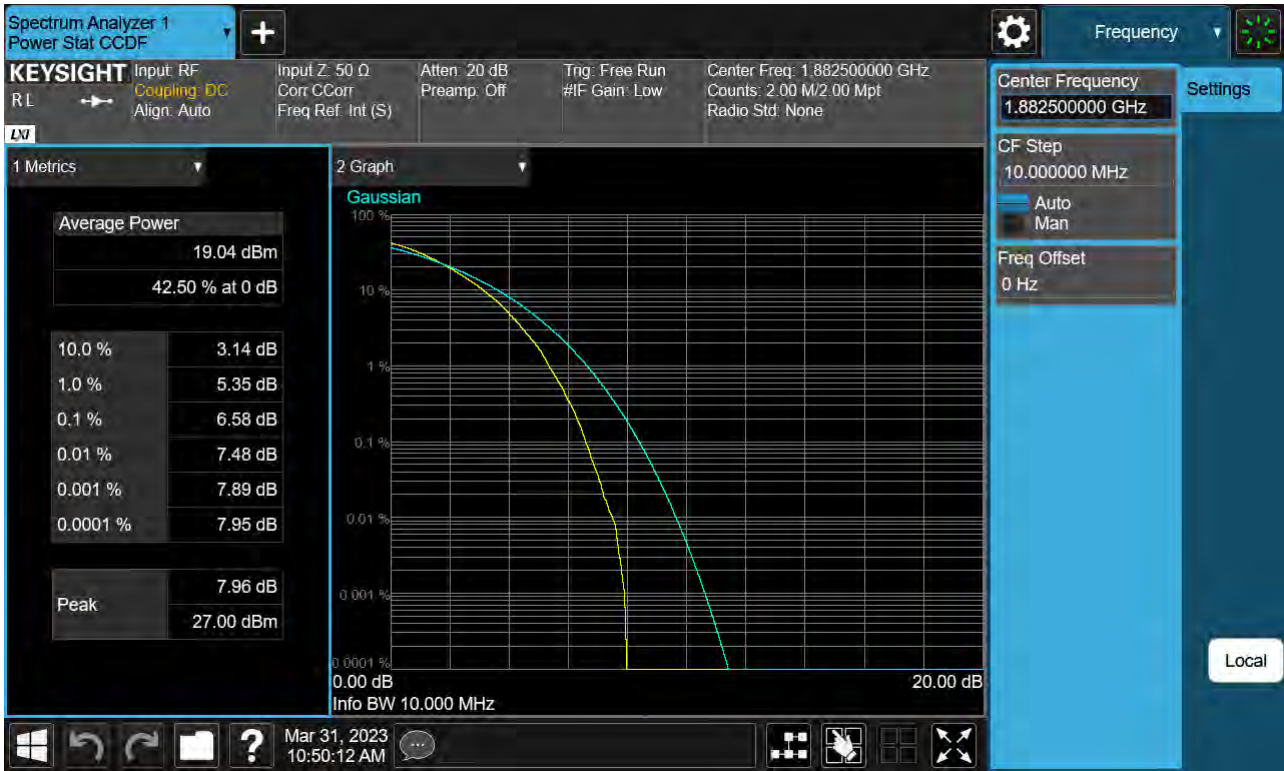 Spectrum Analyzer 1
Power Stat CCDF
Frequency
KEYSIGHT
RL
LXI
Input: RF
Coupling: DC
Align: Auto
Input Z: 50 Ω
Corr CCorr
Freq Ref: Int (S)
Atten: 20 dB
Preamp: Off
Trig: Free Run
#IF Gain: Low
Center Freq: 1.882500000 GHz
Counts: 2.00 M/2.00 Mpt
Radio Std: None
1 Metrics
Average Power
19.04 dBm
42.50 % at 0 dB
10.0 % 3.14 dB
1.0 % 5.35 dB
0.1 % 6.58 dB
0.01 % 7.48 dB
0.001 % 7.89 dB
0.0001 % 7.95 dB
Peak
7.96 dB
27.00 dBm
2 Graph
Gaussian
100 %
10 %
1 %
0.1 %
0.01 %
0.001 %
0.0001 %
0.00 dB 20.00 dB
Info BW 10.000 MHz
Center Frequency
1.882500000 GHz
CF Step
10.000000 MHz
Auto
Man
Freq Offset
0 Hz
Settings
Local
?
Mar 31, 2023
10:50:12 AM